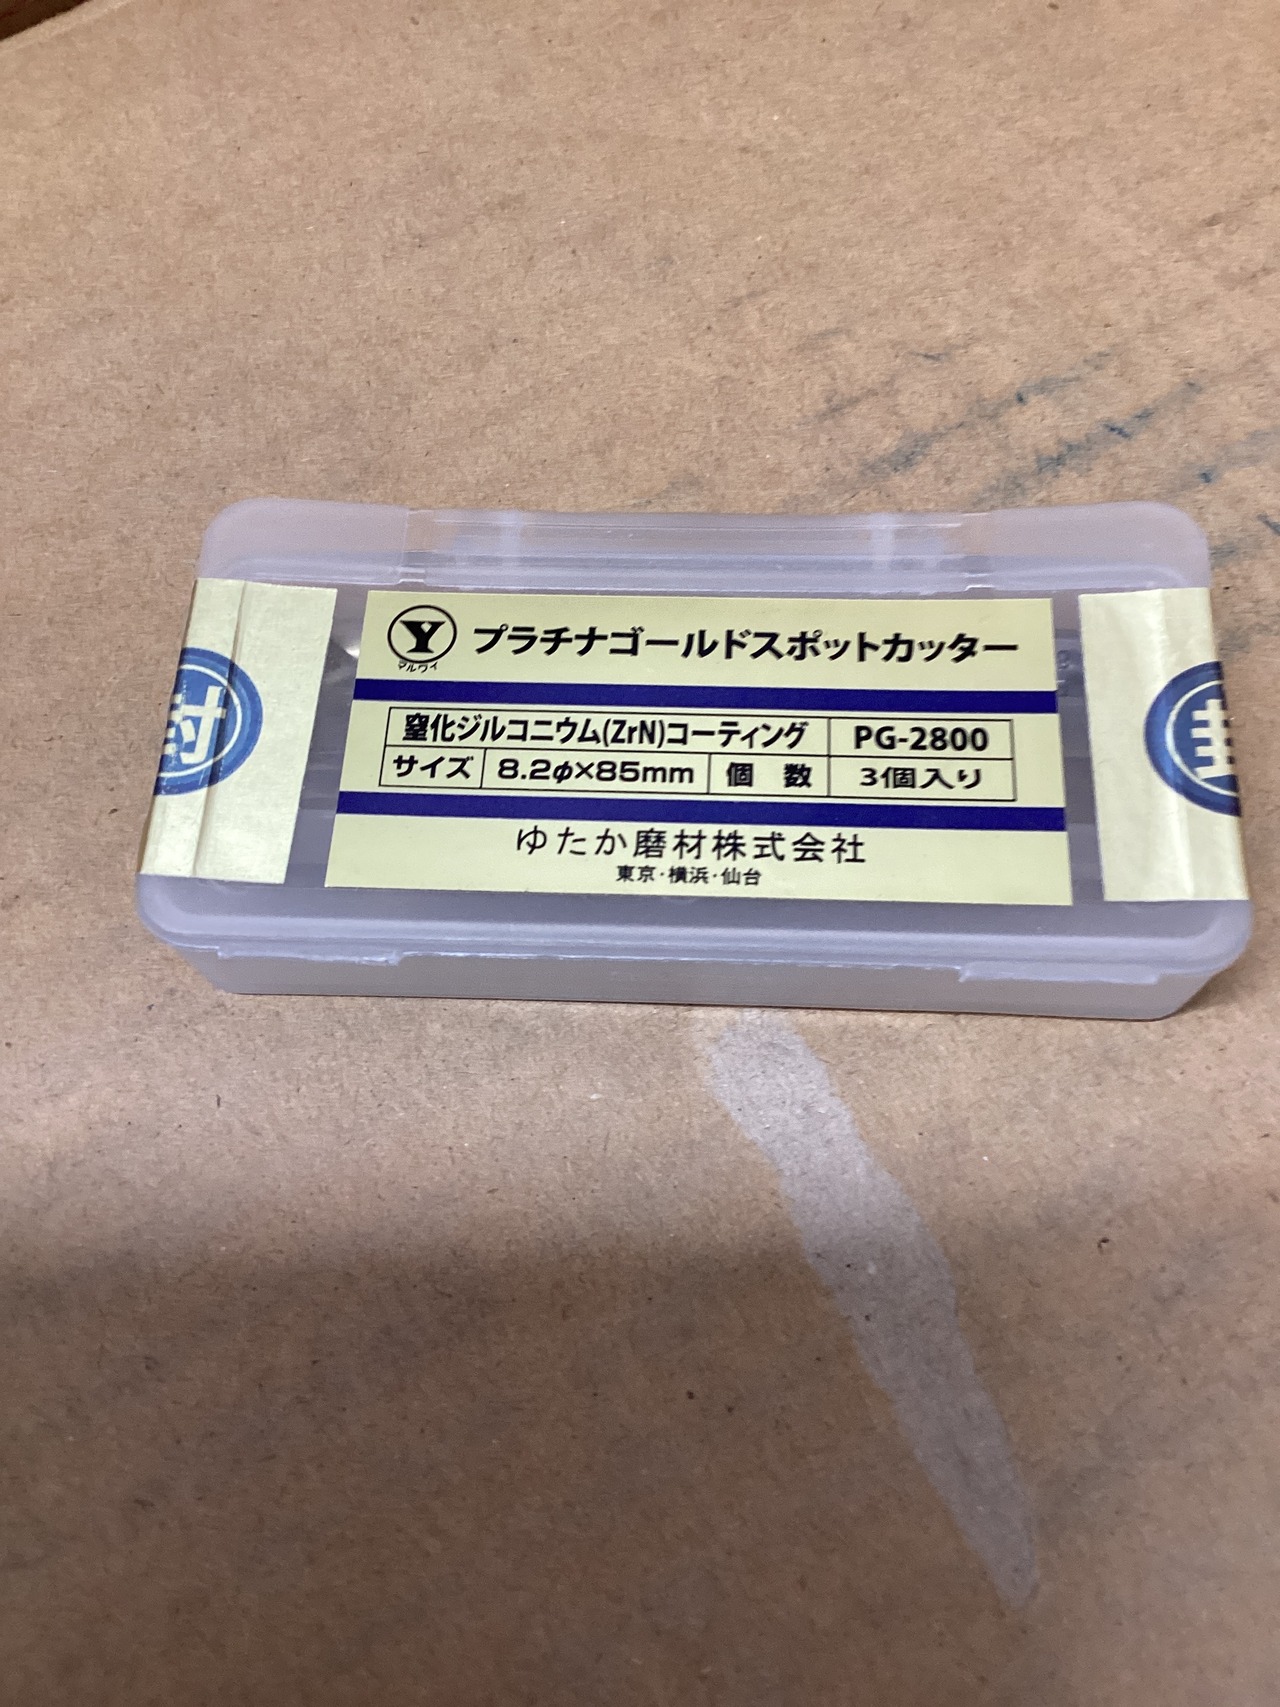 Y
マルワイ
プラチナゴールドスポットカッター
窒化ジルコニウム(ZrN)コーティング PG-2800
サイズ 8.2φ×85mm 個 数 3個入り
ゆたか磨材株式会社
東京・横浜・仙台
封